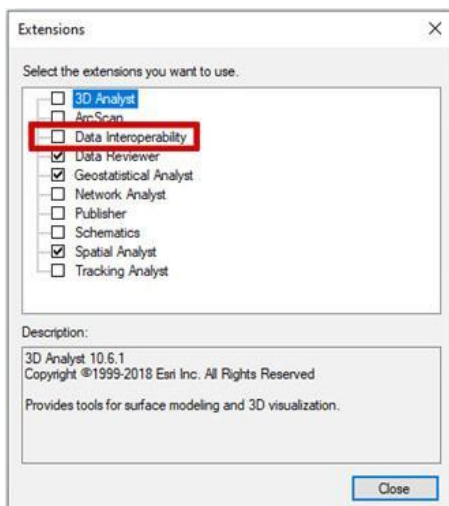 Extensions
Select the extensions you want to use.
3D Analyst
ArcScan
Data Interoperability
Data Reviewer
Geostatistical Analyst
Network Analyst
Publisher
Schematics
Spatial Analyst
Tracking Analyst
Description:
3D Analyst 10.6.1
Copyright ©1999-2018 Esri Inc. All Rights Reserved
Provides tools for surface modeling and 3D visualization.
Close